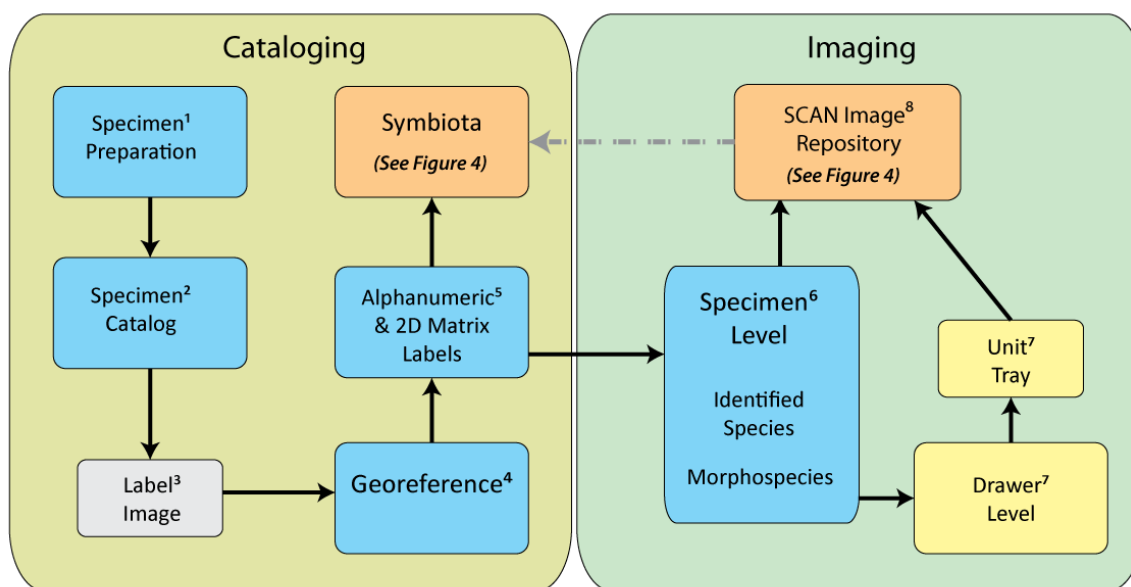 Cataloging
Specimen¹
Preparation
Specimen²
Catalog
Label³
Image
Georeference⁴
Alphanumeric⁵
& 2D Matrix
Labels
Symbiota
(See Figure 4)
Imaging
SCAN Image⁸
Repository
(See Figure 4)
Specimen⁶
Level
Identified
Species
Morphospecies
Unit⁷
Tray
Drawer⁷
Level